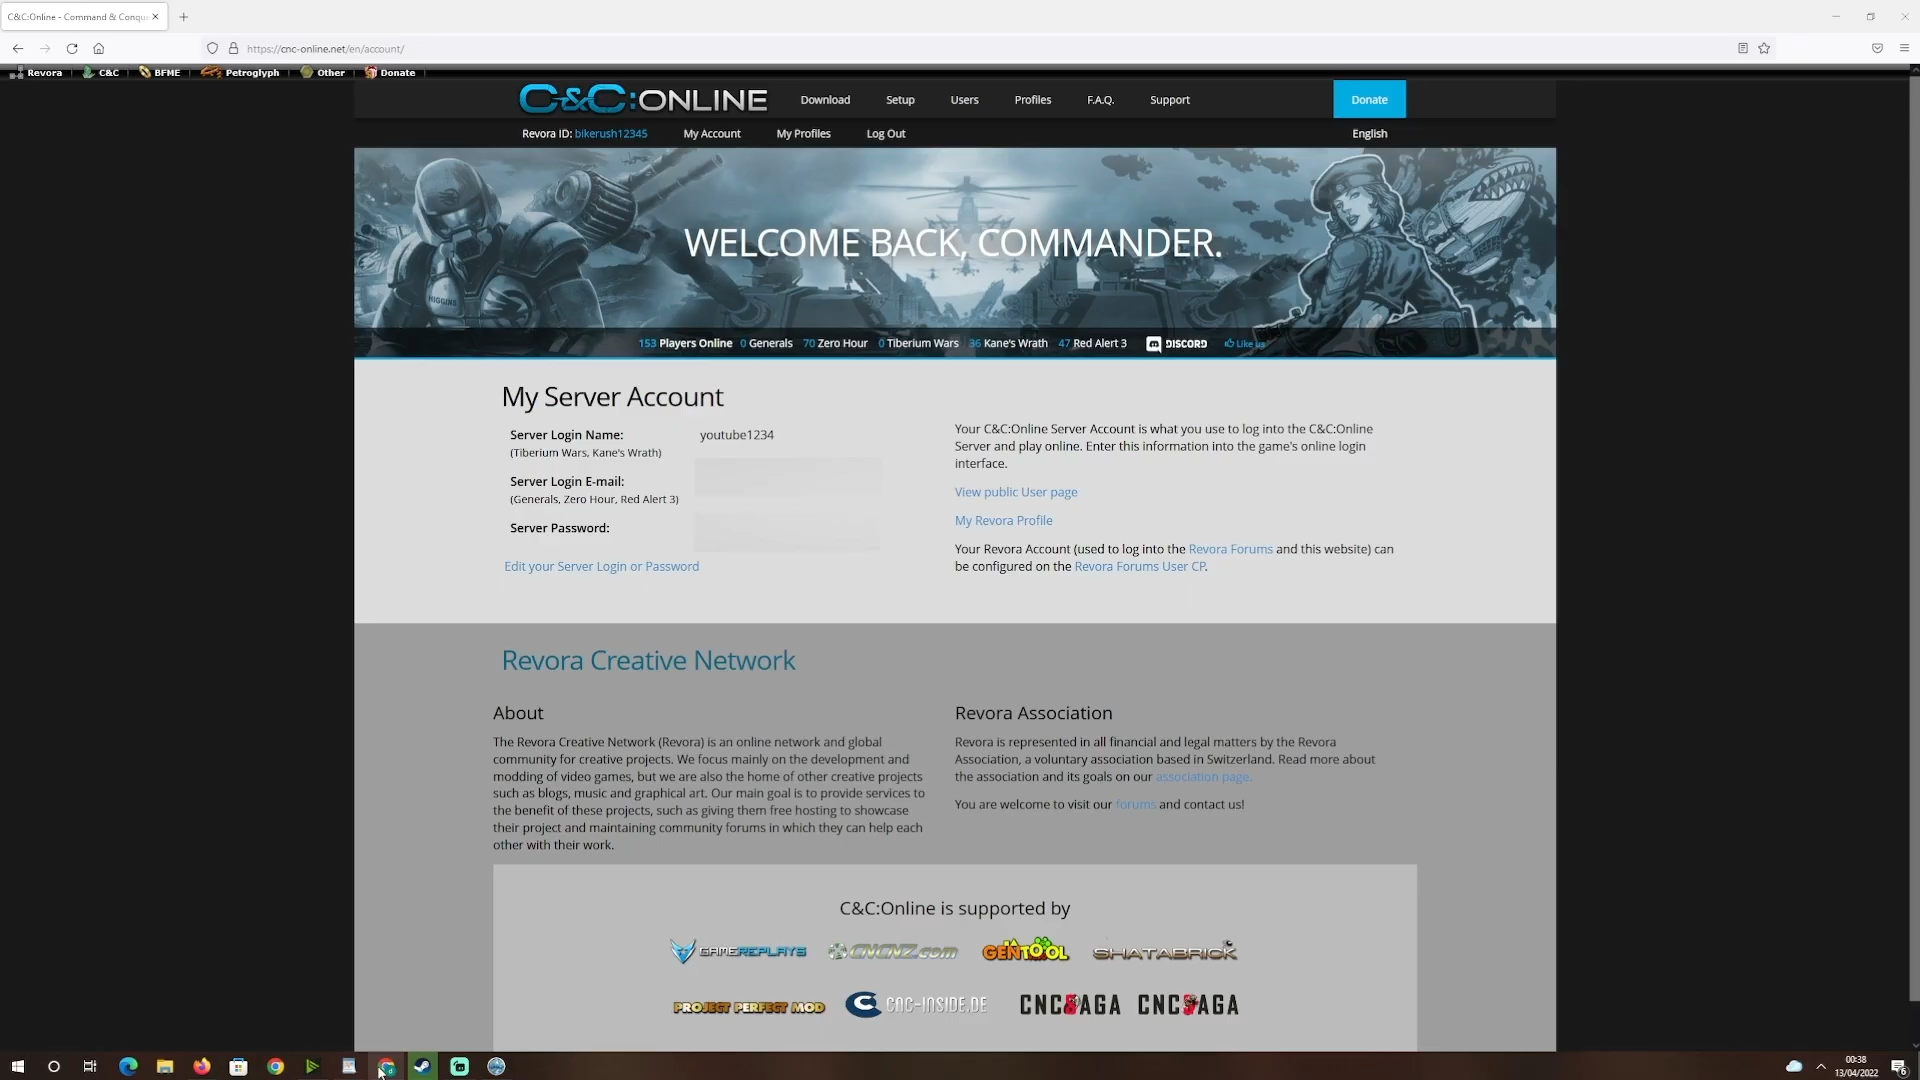 C&C:Online - Command & Conqu
https://cnc-online.net/en/account/
Revora C&C BFME Petroglyph Other Donate
C&C:ONLINE Download Setup Users Profiles F.A.Q. Support Donate
Revora ID: bikerush12345 My Account My Profiles Log Out English
WELCOME BACK, COMMANDER.
HIGGINS
153 Players Online 0 Generals 70 Zero Hour 0 Tiberium Wars 36 Kane's Wrath 47 Red Alert 3 DISCORD Like us
My Server Account
Server Login Name: youtube1234
(Tiberium Wars, Kane's Wrath)
Server Login E-mail:
(Generals, Zero Hour, Red Alert 3)
Server Password:
Edit your Server Login or Password
Your C&C:Online Server Account is what you use to log into the C&C:Online
Server and play online. Enter this information into the game's online login
interface.
View public User page
My Revora Profile
Your Revora Account (used to log into the Revora Forums and this website) can
be configured on the Revora Forums User CP.
Revora Creative Network
About
The Revora Creative Network (Revora) is an online network and global
community for creative projects. We focus mainly on the development and
modding of video games, but we are also the home of other creative projects
such as blogs, music and graphical art. Our main goal is to provide services to
the benefit of these projects, such as giving them free hosting to showcase
their project and maintaining community forums in which they can help each
other with their work.
Revora Association
Revora is represented in all financial and legal matters by the Revora
Association, a voluntary association based in Switzerland. Read more about
the association and its goals on our association page.
You are welcome to visit our forums and contact us!
C&C:Online is supported by
GAMEREPLAYS CNCNZ.com GENTOOL SHATABRICK
PROJECT PERFECT MOD CNC-INSIDE.DE CNCSAGA CNCSAGA
00:38
13/04/2022
6